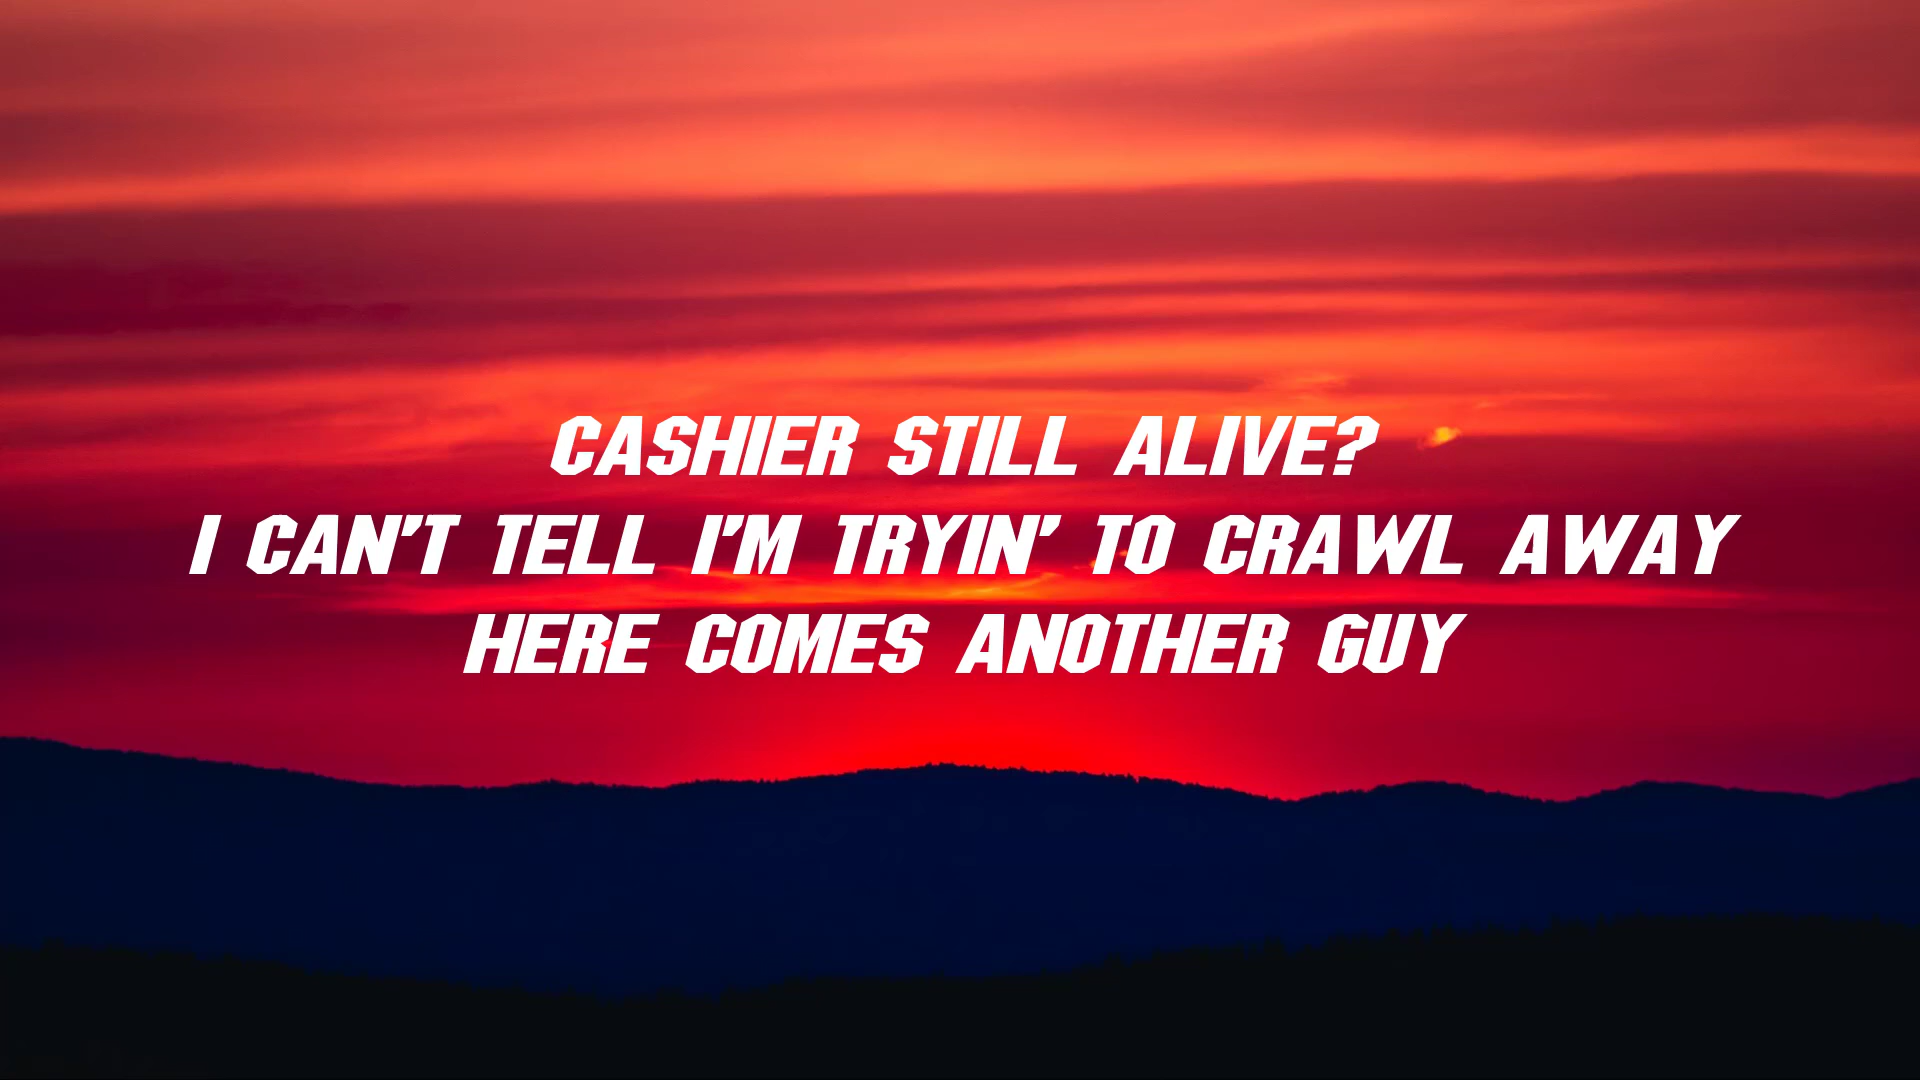 CASHIER STILL ALIVE?
I CAN'T TELL I'M TRYIN' TO CRAWL AWAY
HERE COMES ANOTHER GUY